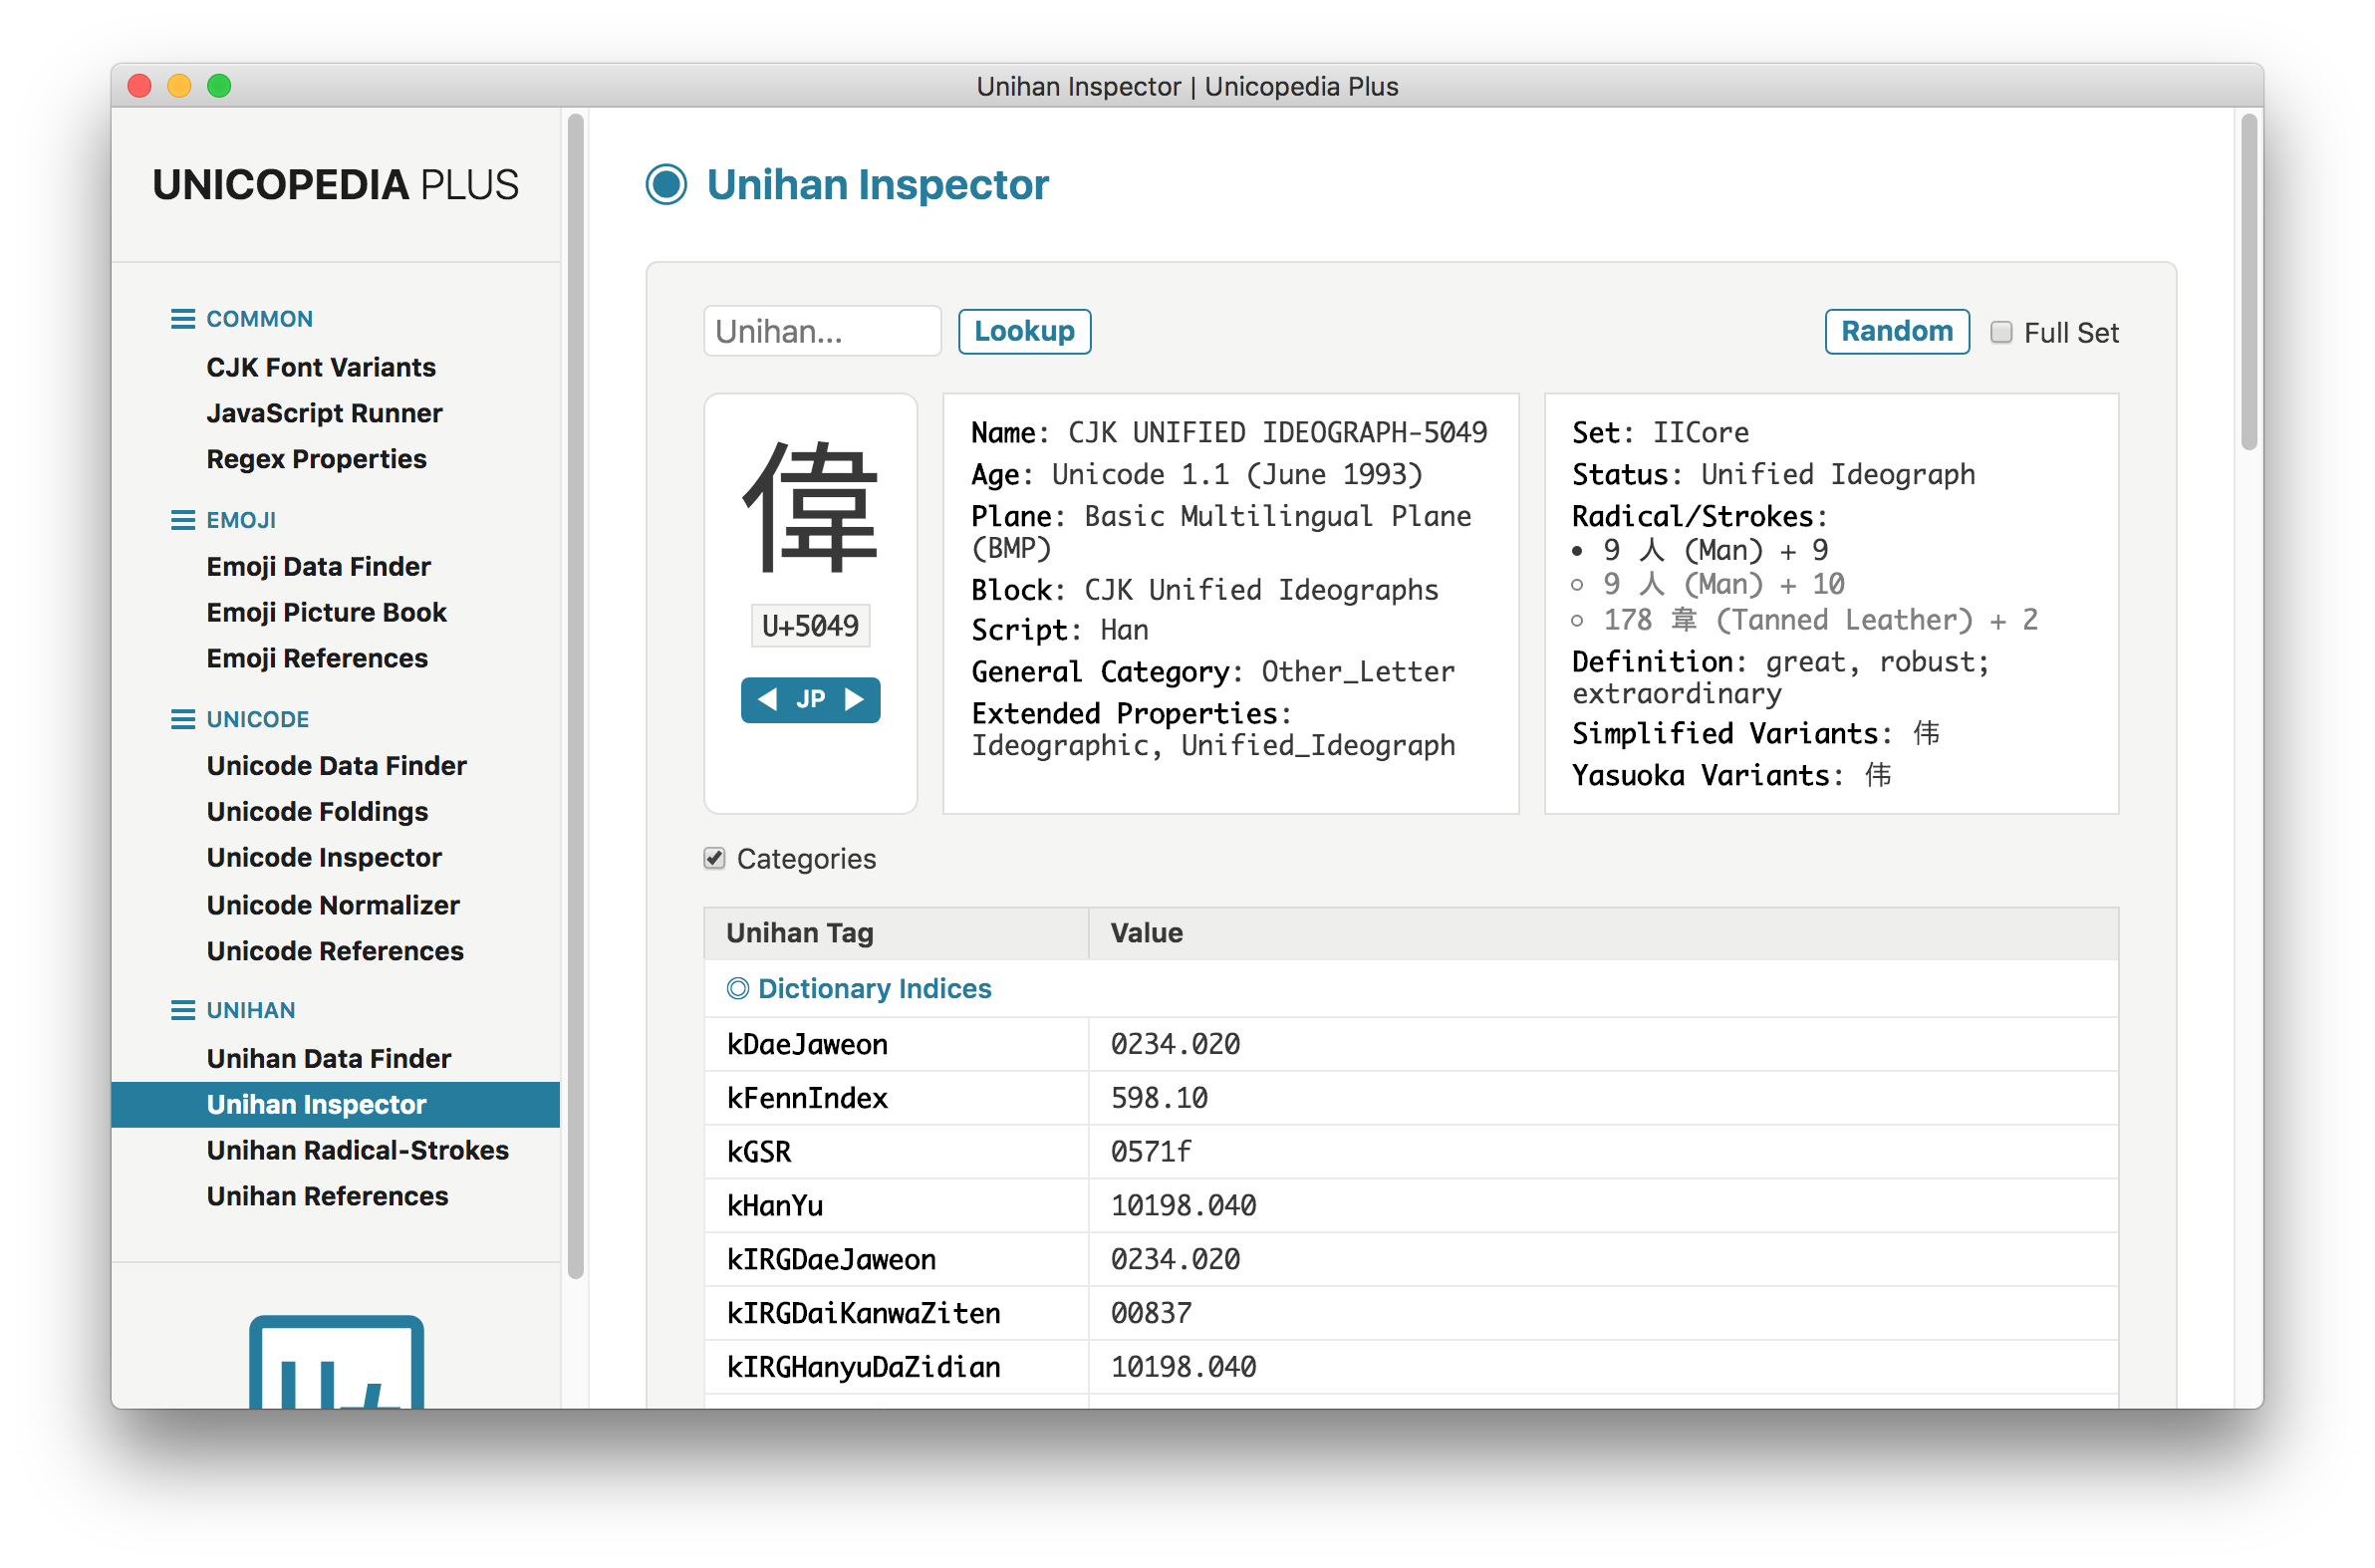 Unihan Inspector | Unicopedia Plus
UNICOPEDIA PLUS
COMMON
CJK Font Variants
JavaScript Runner
Regex Properties
EMOJI
Emoji Data Finder
Emoji Picture Book
Emoji References
UNICODE
Unicode Data Finder
Unicode Foldings
Unicode Inspector
Unicode Normalizer
Unicode References
UNIHAN
Unihan Data Finder
Unihan Inspector
Unihan Radical-Strokes
Unihan References
U+
Unihan Inspector
Unihan...
Lookup
Random
Full Set
偉
U+5049
JP
Name: CJK UNIFIED IDEOGRAPH-5049
Age: Unicode 1.1 (June 1993)
Plane: Basic Multilingual Plane
(BMP)
Block: CJK Unified Ideographs
Script: Han
General Category: Other_Letter
Extended Properties:
Ideographic, Unified_Ideograph
Set: IICore
Status: Unified Ideograph
Radical/Strokes:
• 9 人 (Man) + 9
◦ 9 人 (Man) + 10
◦ 178 韋 (Tanned Leather) + 2
Definition: great, robust;
extraordinary
Simplified Variants: 伟
Yasuoka Variants: 伟
Categories
Unihan Tag Value
◎ Dictionary Indices
kDaeJaweon 0234.020
kFennIndex 598.10
kGSR 0571f
kHanYu 10198.040
kIRGDaeJaweon 0234.020
kIRGDaiKanwaZiten 00837
kIRGHanyuDaZidian 10198.040